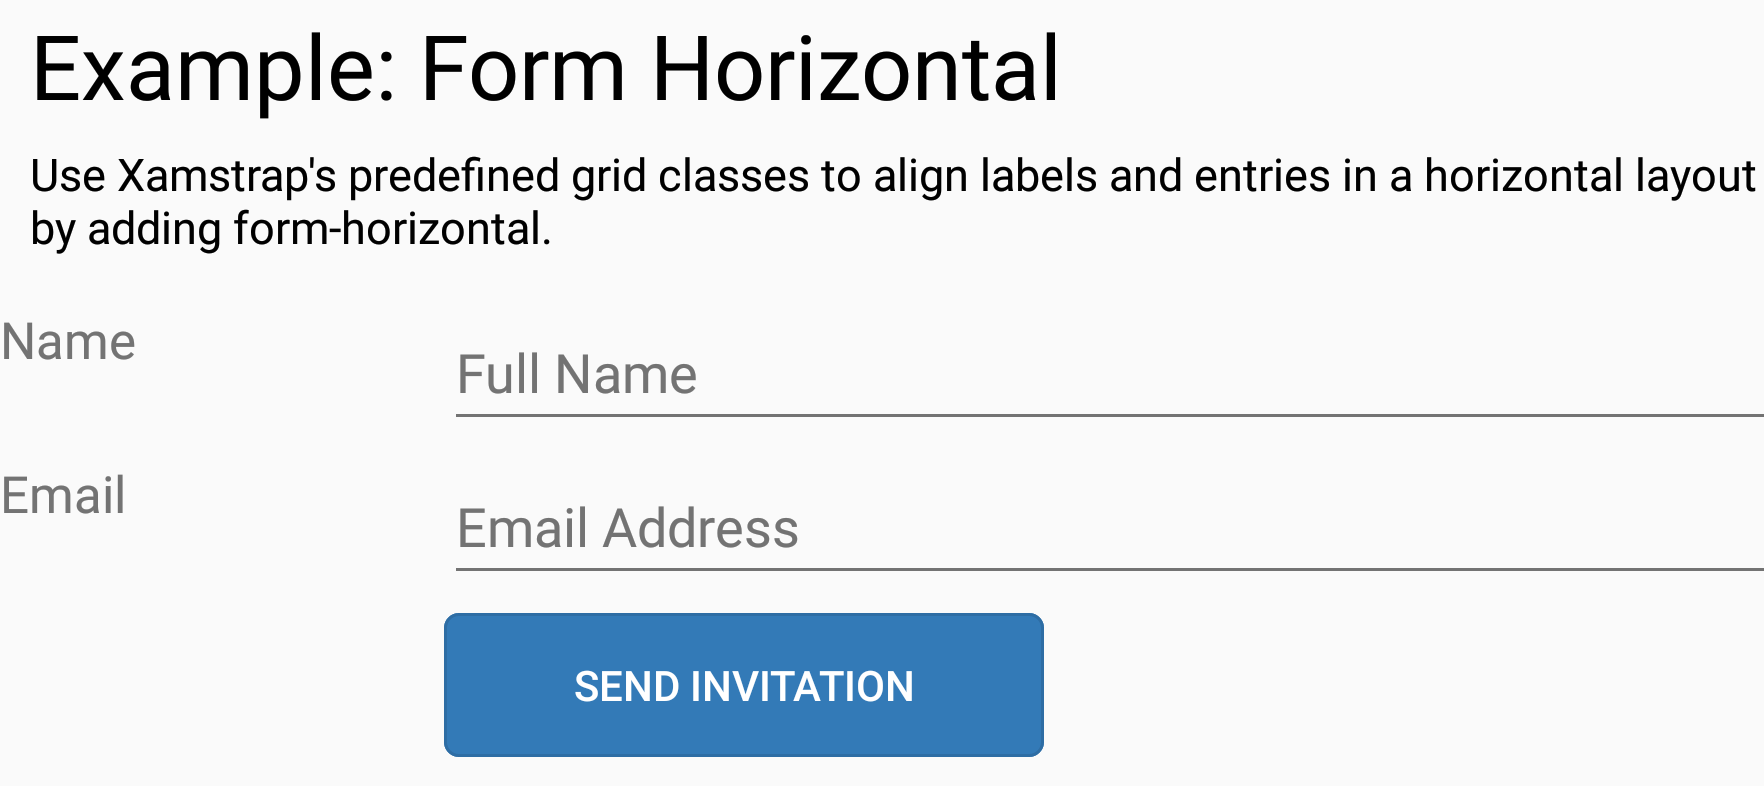 Example: Form Horizontal
Use Xamstrap's predefined grid classes to align labels and entries in a horizontal layout
by adding form-horizontal.
Name
Full Name
Email
Email Address
SEND INVITATION